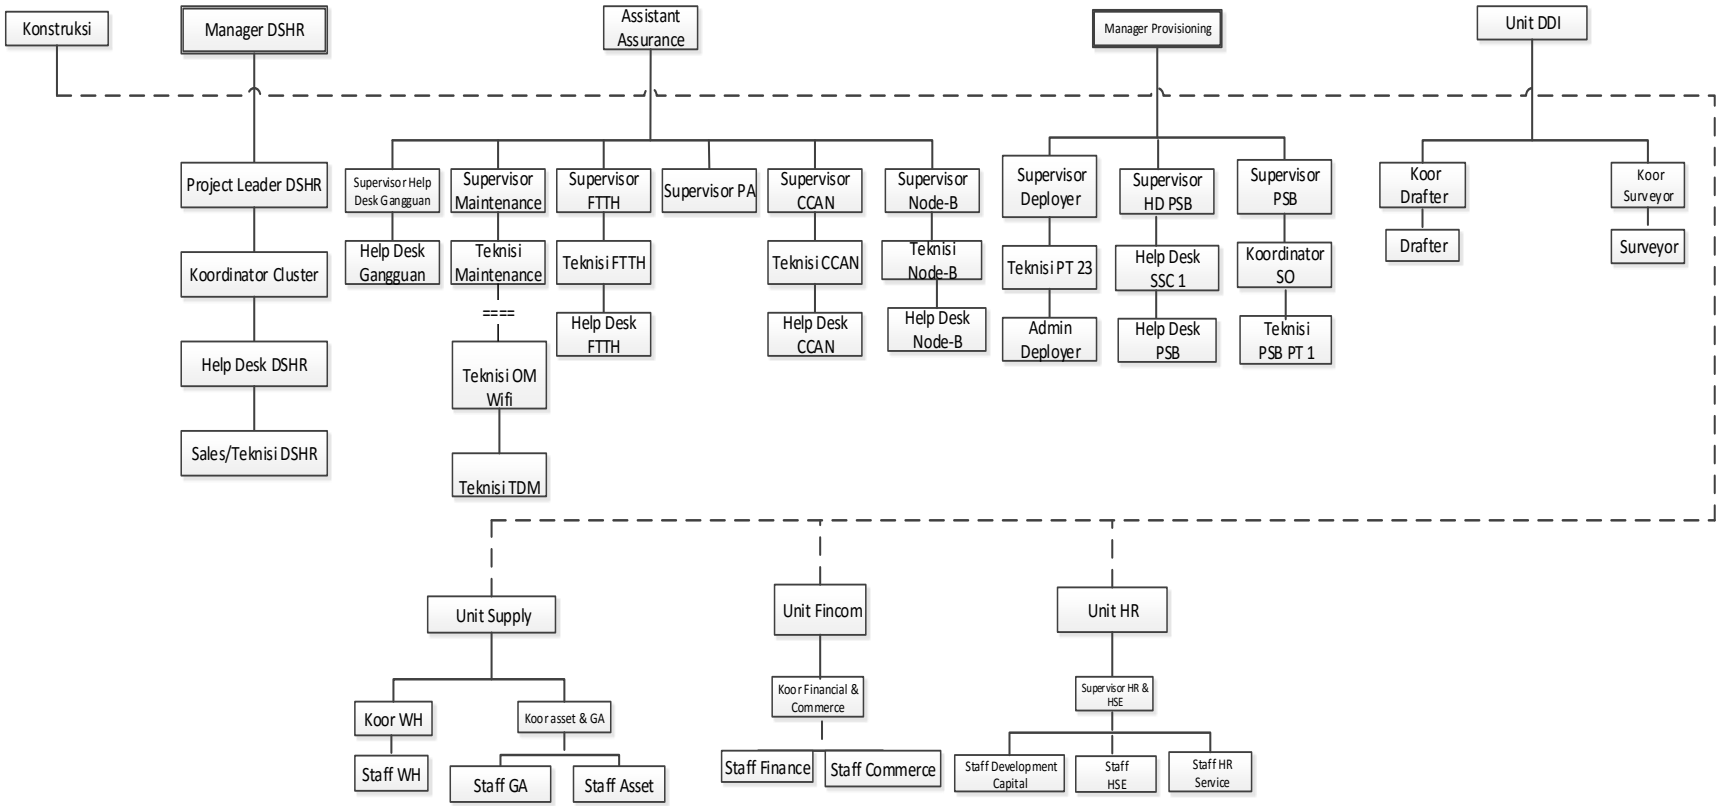 Konstruksi
Manager DSHR
Assistant
Assurance
Manager Provisioning
Unit DDI
Project Leader DSHR
Koordinator Cluster
Help Desk DSHR
Sales/Teknisi DSHR
Supervisor Help
Desk Gangguan
Help Desk
Gangguan
Supervisor
Maintenance
Teknisi
Maintenance
====
Teknisi OM
Wifi
Teknisi TDM
Supervisor
FTTH
Teknisi FTTH
Help Desk
FTTH
Supervisor PA
Supervisor
CCAN
Teknisi CCAN
Help Desk
CCAN
Supervisor
Node-B
Teknisi
Node-B
Help Desk
Node-B
Supervisor
Deployer
Teknisi PT 23
Admin
Deployer
Supervisor
HD PSB
Help Desk
SSC 1
Help Desk
PSB
Supervisor
PSB
Koordinator
SO
Teknisi
PSB PT 1
Koor
Drafter
Drafter
Koor
Surveyor
Surveyor
Unit Supply
Koor WH
Staff WH
Koor asset & GA
Staff GA
Staff Asset
Unit Fincom
Koor Financial &
Commerce
Staff Finance
Staff Commerce
Unit HR
Supervisor HR &
HSE
Staff Development
Capital
Staff
HSE
Staff HR
Service